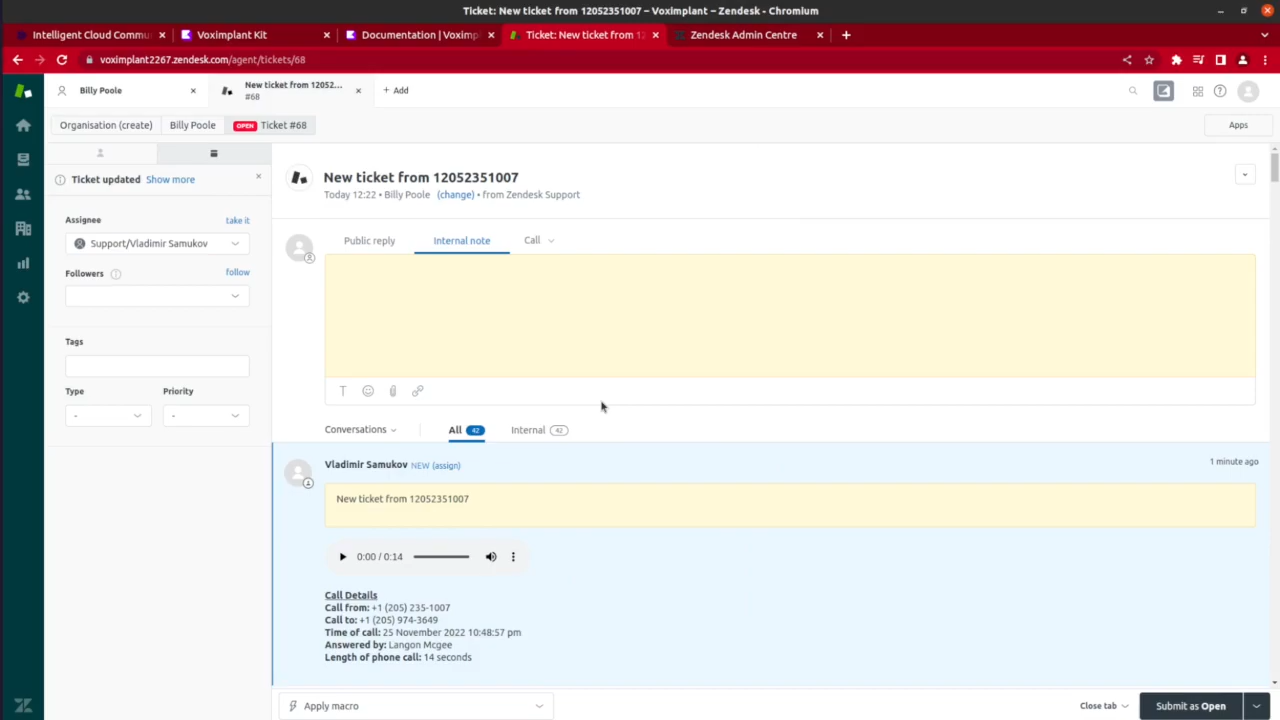 Ticket: New ticket from 12052351007 – Voximplant – Zendesk - Chromium
Intelligent Cloud Commu
Voximplant Kit
Documentation | Voximpl
Ticket: New ticket from 12
Zendesk Admin Centre
voximplant2267.zendesk.com/agent/tickets/68
Billy Poole
New ticket from 12052...
#68
+ Add
Organisation (create)
Billy Poole
OPEN Ticket #68
Apps
Ticket updated Show more
New ticket from 12052351007
Today 12:22 • Billy Poole (change) • from Zendesk Support
Assignee
take it
Support/Vladimir Samukov
Followers
follow
Tags
Type
Priority
-
-
Public reply
Internal note
Call
Conversations
All 42
Internal 42
Vladimir Samukov NEW (assign)
1 minute ago
New ticket from 12052351007
0:00 / 0:14
Call Details
Call from: +1 (205) 235-1007
Call to: +1 (205) 974-3649
Time of call: 25 November 2022 10:48:57 pm
Answered by: Langon Mcgee
Length of phone call: 14 seconds
Apply macro
Close tab
Submit as Open